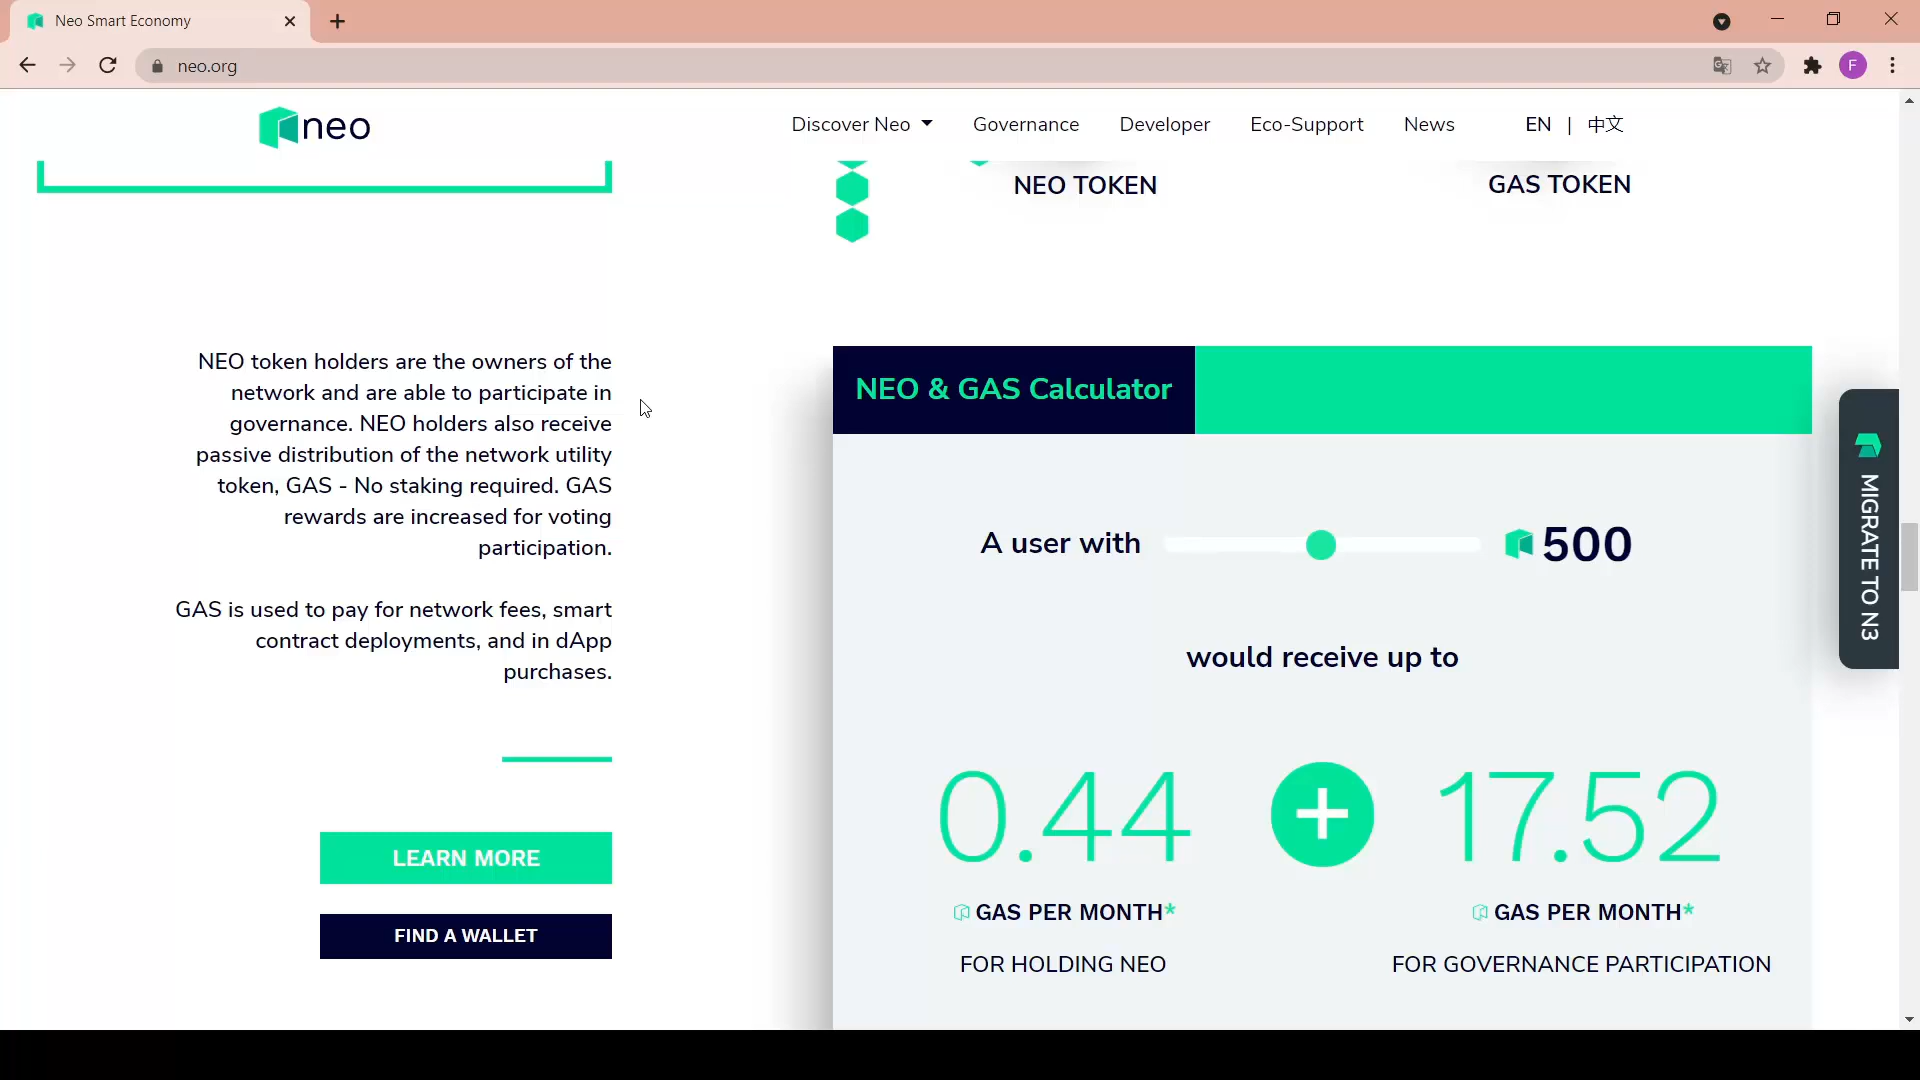 Neo Smart Economy
neo.org
F
neo
Discover Neo
Governance
Developer
Eco-Support
News
EN | 中文
NEO TOKEN
GAS TOKEN
NEO token holders are the owners of the
network and are able to participate in
governance. NEO holders also receive
passive distribution of the network utility
token, GAS - No staking required. GAS
rewards are increased for voting
participation.
GAS is used to pay for network fees, smart
contract deployments, and in dApp
purchases.
LEARN MORE
FIND A WALLET
NEO & GAS Calculator
A user with
500
would receive up to
0.44
+
17.52
GAS PER MONTH*
GAS PER MONTH*
FOR HOLDING NEO
FOR GOVERNANCE PARTICIPATION
MIGRATE TO N3